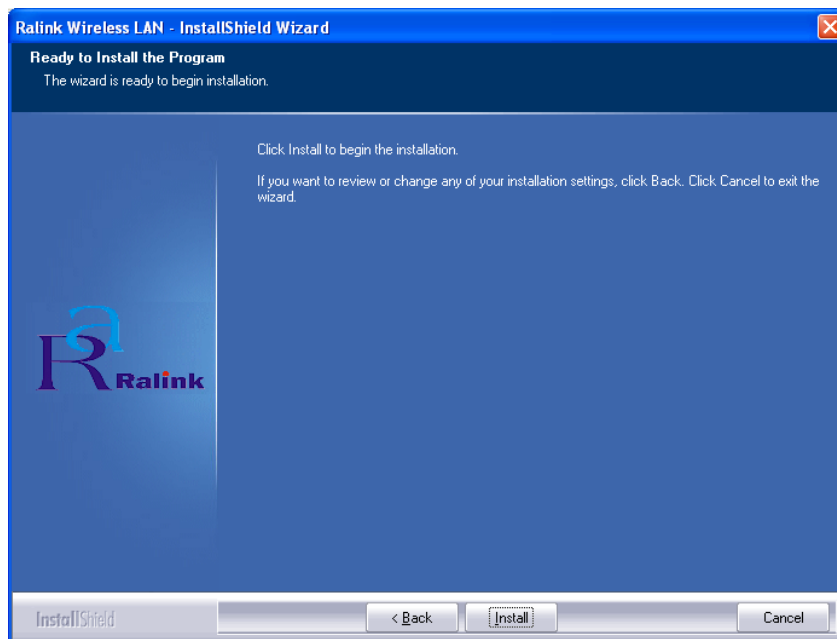 Ralink Wireless LAN - InstallShield Wizard
Ready to Install the Program
The wizard is ready to begin installation.
Click Install to begin the installation.
If you want to review or change any of your installation settings, click Back. Click Cancel to exit the
wizard.
Ra
Ralink
InstallShield
< Back
Install
Cancel